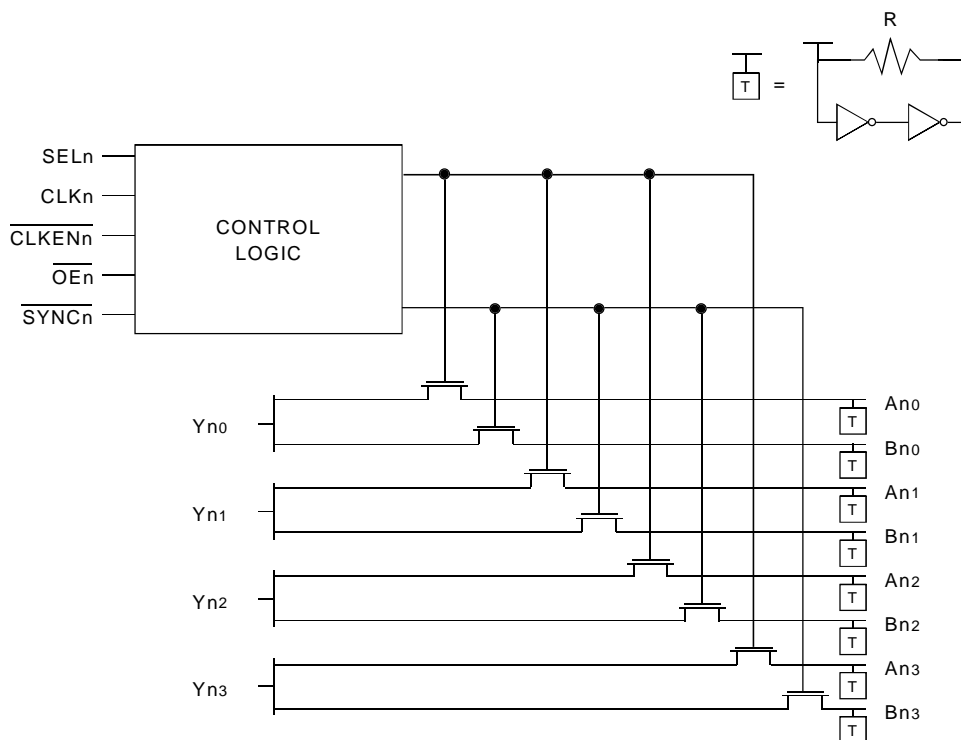 R
T =
SELn
CLKn
CLKENn
OEn
SYNCn
CONTROL
LOGIC
Yn0
An0
T
Bn0
T
Yn1
An1
T
Bn1
T
Yn2
An2
T
Bn2
T
Yn3
An3
T
Bn3
T